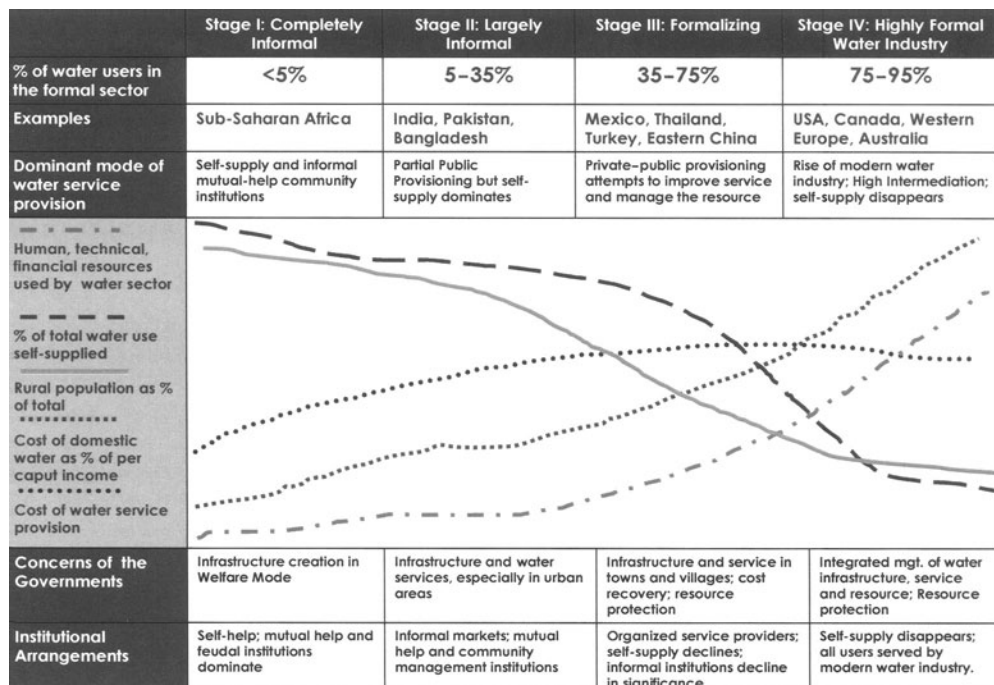 Stage I: Completely
Informal
Stage II: Largely
Informal
Stage III: Formalizing
Stage IV: Highly Formal
Water Industry
% of water users in
the formal sector
<5%
5–35%
35–75%
75–95%
Examples
Sub-Saharan Africa
India, Pakistan,
Bangladesh
Mexico, Thailand,
Turkey, Eastern China
USA, Canada, Western
Europe, Australia
Dominant mode of
water service
provision
Self-supply and informal
mutual-help community
institutions
Partial Public
Provisioning but self-
supply dominates
Private–public provisioning
attempts to improve service
and manage the resource
Rise of modern water
industry; High Intermediation;
self-supply disappears
Human, technical,
financial resources
used by water sector
% of total water use
self-supplied
Rural population as %
of total
Cost of domestic
water as % of per
caput income
Cost of water service
provision
Concerns of the
Governments
Infrastructure creation in
Welfare Mode
Infrastructure and water
services, especially in urban
areas
Infrastructure and service in
towns and villages; cost
recovery; resource
protection
Integrated mgt. of water
infrastructure, service
and resource; Resource
protection
Institutional
Arrangements
Self-help; mutual help and
feudal institutions
dominate
Informal markets; mutual
help and community
management institutions
Organized service providers;
self-supply declines;
informal institutions decline
in significance
Self-supply disappears;
all users served by
modern water industry.